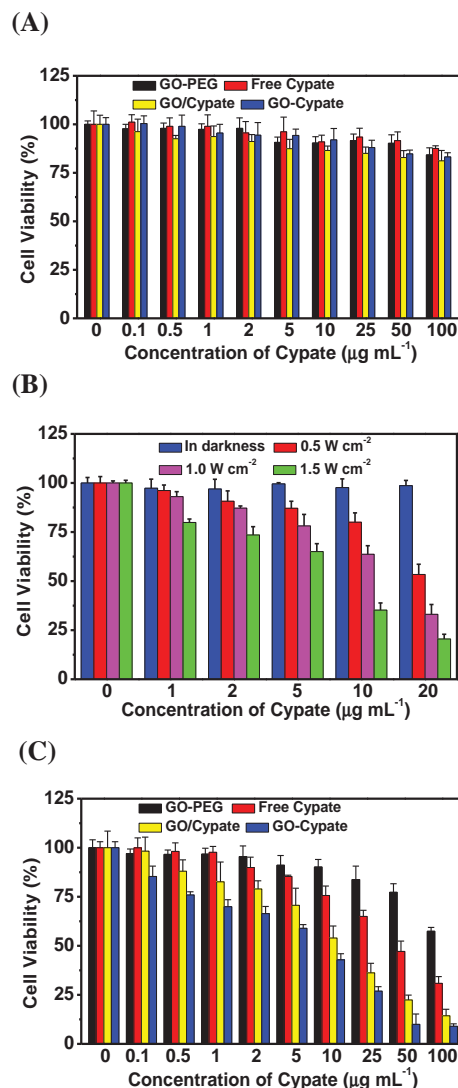 (A)
125
GO-PEG Free Cypate
GO/Cypate GO-Cypate
100
75
50
25
0
Cell Viability (%)
0 0.1 0.5 1 2 5 10 25 50 100
Concentration of Cypate (µg mL⁻¹)
(B)
125
In darkness 0.5 W cm⁻²
1.0 W cm⁻² 1.5 W cm⁻²
100
75
50
25
0
Cell Viability (%)
0 1 2 5 10 20
Concentration of Cypate (µg mL⁻¹)
(C)
125
GO-PEG Free Cypate
GO/Cypate GO-Cypate
100
75
50
25
0
Cell Viability (%)
0 0.1 0.5 1 2 5 10 25 50 100
Concentration of Cypate (µg mL⁻¹)